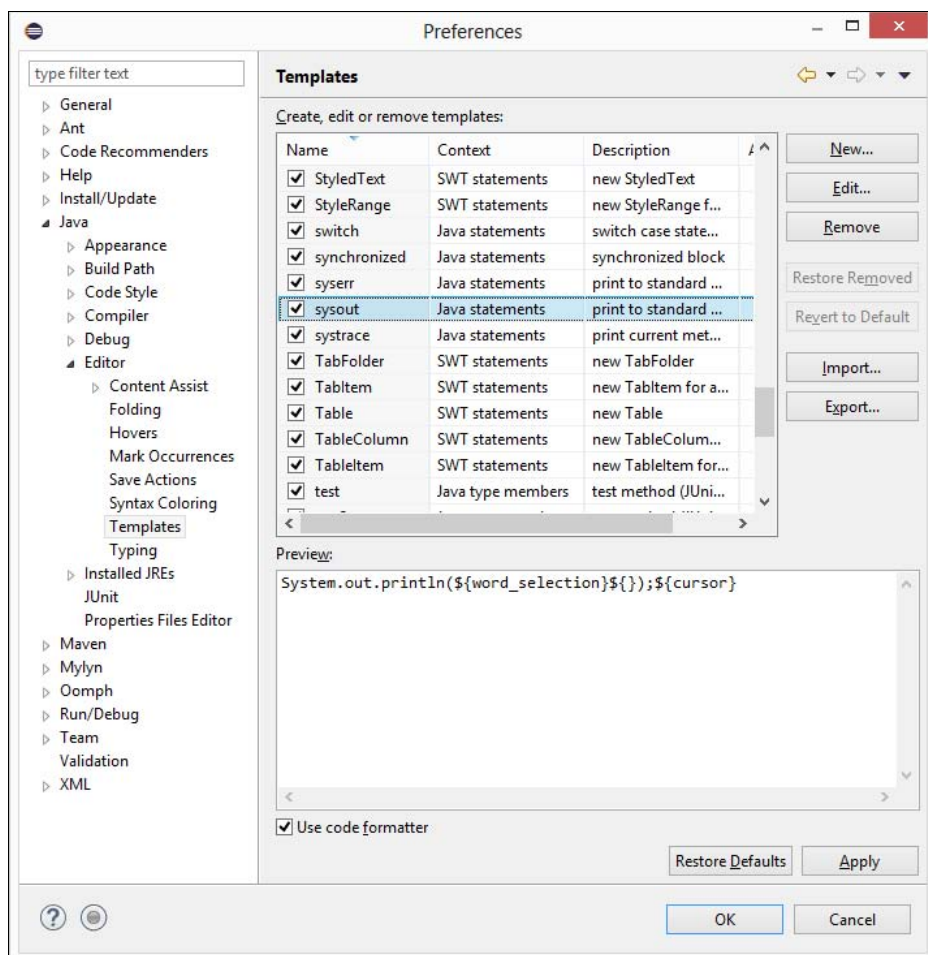 Preferences
type filter text
General
Ant
Code Recommenders
Help
Install/Update
Java
Appearance
Build Path
Code Style
Compiler
Debug
Editor
Content Assist
Folding
Hovers
Mark Occurrences
Save Actions
Syntax Coloring
Templates
Typing
Installed JREs
JUnit
Properties Files Editor
Maven
Mylyn
Oomph
Run/Debug
Team
Validation
XML
Templates
Create, edit or remove templates:
Name Context Description
StyledText SWT statements new StyledText
StyleRange SWT statements new StyleRange f...
switch Java statements switch case state...
synchronized Java statements synchronized block
syserr Java statements print to standard ...
sysout Java statements print to standard ...
systrace Java statements print current met...
TabFolder SWT statements new TabFolder
TabItem SWT statements new TabItem for a...
Table SWT statements new Table
TableColumn SWT statements new TableColum...
TableItem SWT statements new TableItem for...
test Java type members test method (JUni...
New...
Edit...
Remove
Restore Removed
Revert to Default
Import...
Export...
Preview:
System.out.println(${word_selection}${});${cursor}
Use code formatter
Restore Defaults Apply
OK Cancel